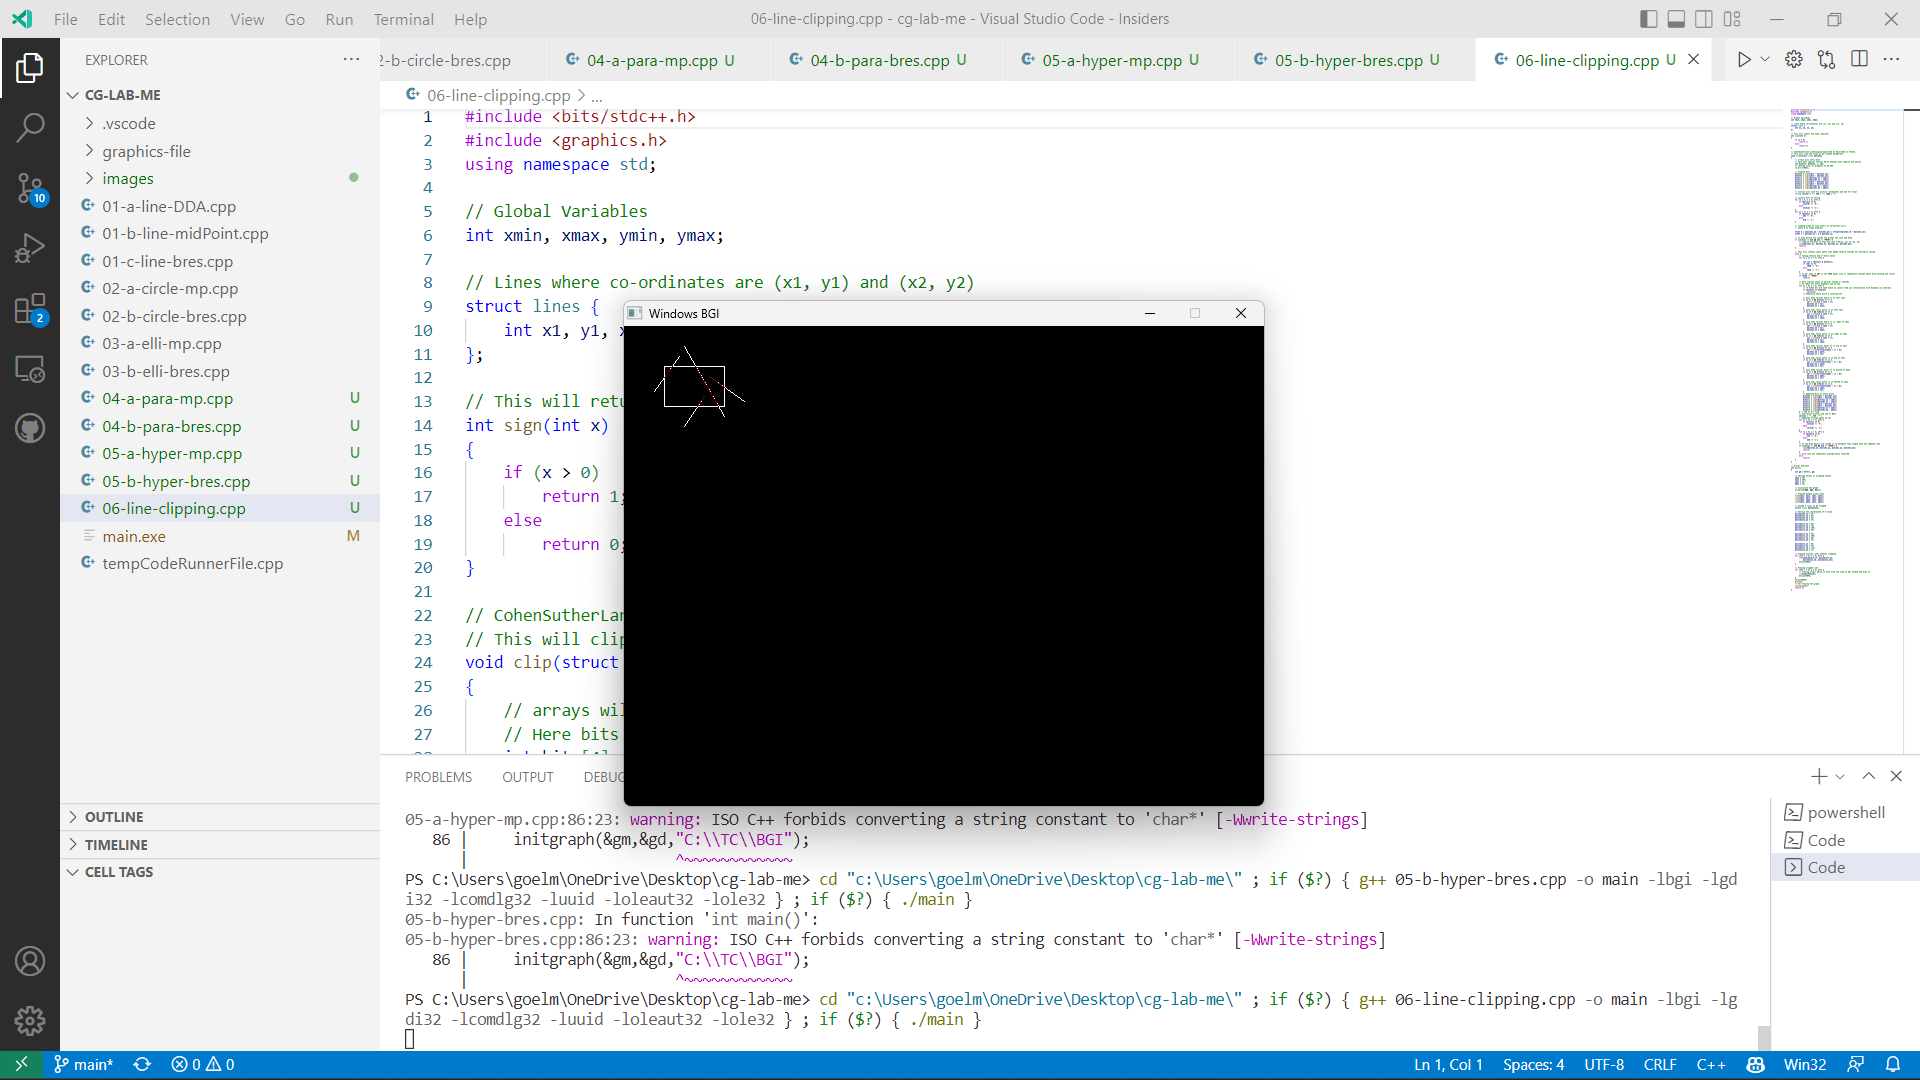 File Edit Selection View Go Run Terminal Help
06-line-clipping.cpp - cg-lab-me - Visual Studio Code - Insiders
EXPLORER
2-b-circle-bres.cpp
04-a-para-mp.cpp U
04-b-para-bres.cpp U
05-a-hyper-mp.cpp U
05-b-hyper-bres.cpp U
06-line-clipping.cpp U
CG-LAB-ME
.vscode
graphics-file
images
01-a-line-DDA.cpp
01-b-line-midPoint.cpp
01-c-line-bres.cpp
02-a-circle-mp.cpp
02-b-circle-bres.cpp
03-a-elli-mp.cpp
03-b-elli-bres.cpp
04-a-para-mp.cpp U
04-b-para-bres.cpp U
05-a-hyper-mp.cpp U
05-b-hyper-bres.cpp U
06-line-clipping.cpp U
main.exe M
tempCodeRunnerFile.cpp
OUTLINE
TIMELINE
CELL TAGS
10
2
06-line-clipping.cpp > ...
1 #include <bits/stdc++.h>
2 #include <graphics.h>
3 using namespace std;
4
5 // Global Variables
6 int xmin, xmax, ymin, ymax;
7
8 // Lines where co-ordinates are (x1, y1) and (x2, y2)
9 struct lines {
10 int x1, y1, x
11 };
12
13 // This will retu
14 int sign(int x)
15 {
16 if (x > 0)
17 return 1;
18 else
19 return 0;
20 }
21
22 // CohenSutherLan
23 // This will clip
24 void clip(struct
25 {
26 // arrays wil
27 // Here bits
Windows BGI
PROBLEMS OUTPUT DEBUG
05-a-hyper-mp.cpp:86:23: warning: ISO C++ forbids converting a string constant to 'char*' [-Wwrite-strings]
86 | initgraph(&gm,&gd,"C:\\TC\\BGI");
| ^~~~~~~~~~~~~
PS C:\Users\goelm\OneDrive\Desktop\cg-lab-me> cd "c:\Users\goelm\OneDrive\Desktop\cg-lab-me\" ; if ($?) { g++ 05-b-hyper-bres.cpp -o main -lbgi -lgd
i32 -lcomdlg32 -luuid -loleaut32 -lole32 } ; if ($?) { ./main }
05-b-hyper-bres.cpp: In function 'int main()':
05-b-hyper-bres.cpp:86:23: warning: ISO C++ forbids converting a string constant to 'char*' [-Wwrite-strings]
86 | initgraph(&gm,&gd,"C:\\TC\\BGI");
| ^~~~~~~~~~~~~
PS C:\Users\goelm\OneDrive\Desktop\cg-lab-me> cd "c:\Users\goelm\OneDrive\Desktop\cg-lab-me\" ; if ($?) { g++ 06-line-clipping.cpp -o main -lbgi -lg
di32 -lcomdlg32 -luuid -loleaut32 -lole32 } ; if ($?) { ./main }
powershell
Code
Code
main* 0 0
Ln 1, Col 1 Spaces: 4 UTF-8 CRLF C++ Win32